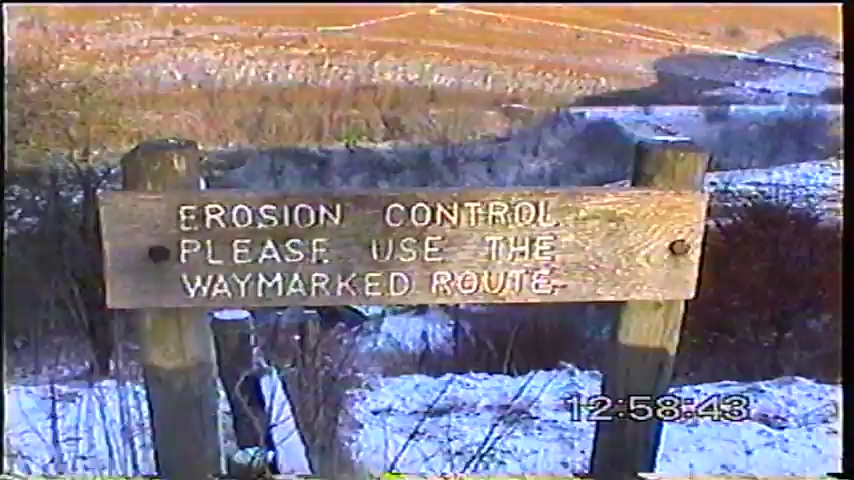 EROSION CONTROL
PLEASE USE THE
WAYMARKED ROUTE
12:58:43